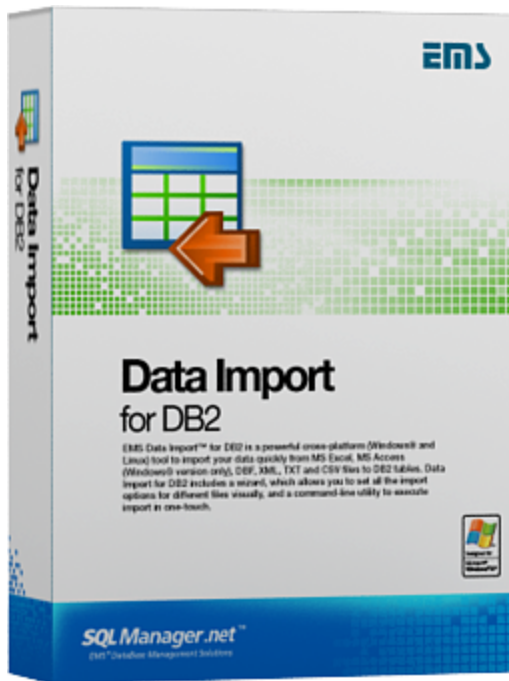 EMS
Data Import
for DB2
Data Import
for DB2
EMS Data Import™ for DB2 is a powerful cross-platform (Windows® and
Linux) tool to import your data quickly from MS Excel, MS Access
(Windows® version only), DBF, XML, TXT and CSV files to DB2 tables. Data
Import for DB2 includes a wizard, which allows you to set all the import
options for different files visually, and a command-line utility to execute
import in one-touch.
SQL Manager.net™
EMS® DataBase Management Solutions